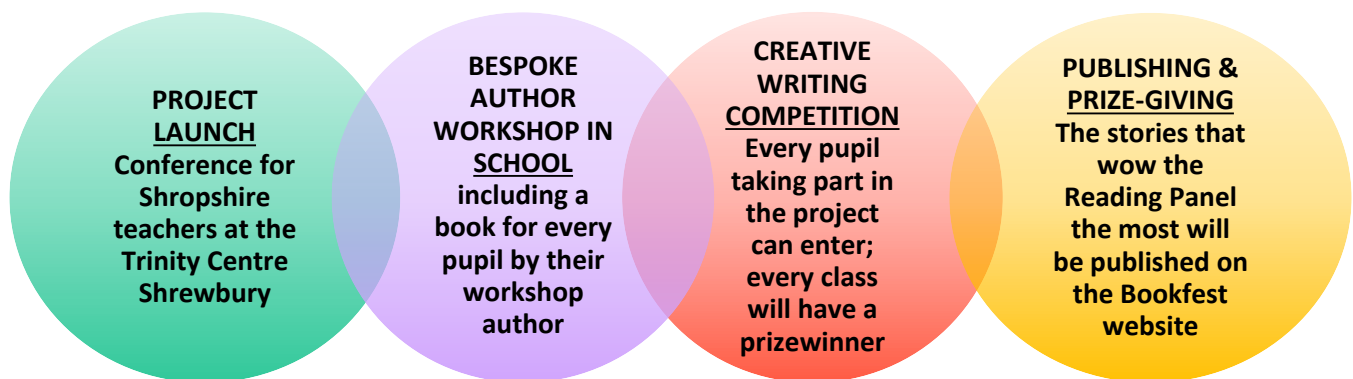 PROJECT
LAUNCH
Conference for
Shropshire
teachers at the
Trinity Centre
Shrewbury
BESPOKE
AUTHOR
WORKSHOP IN
SCHOOL
including a
book for every
pupil by their
workshop
author
CREATIVE
WRITING
COMPETITION
Every pupil
taking part in
the project
can enter;
every class
will have a
prizewinner
PUBLISHING &
PRIZE-GIVING
The stories that
wow the
Reading Panel
the most will
be published on
the Bookfest
website